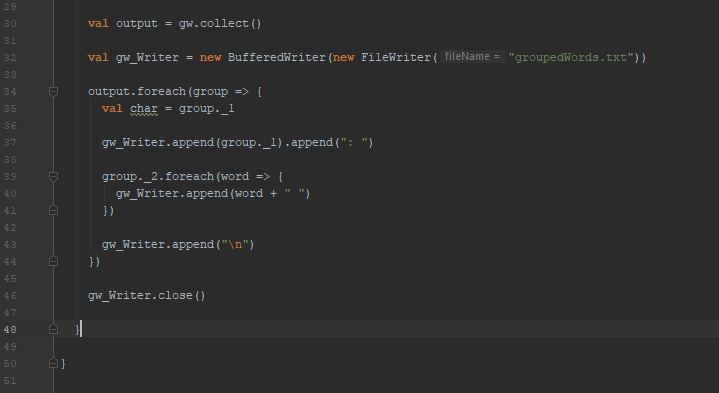 29
30 val output = gw.collect()
31
32 val gw_Writer = new BufferedWriter(new FileWriter( fileName = "groupedWords.txt"))
33
34 output.foreach(group => {
35 val char = group._1
36
37 gw_Writer.append(group._1).append(": ")
38
39 group._2.foreach(word => {
40 gw_Writer.append(word + " ")
41 })
42
43 gw_Writer.append("\n")
44 })
45
46 gw_Writer.close()
47
48 }
49
50 }
51